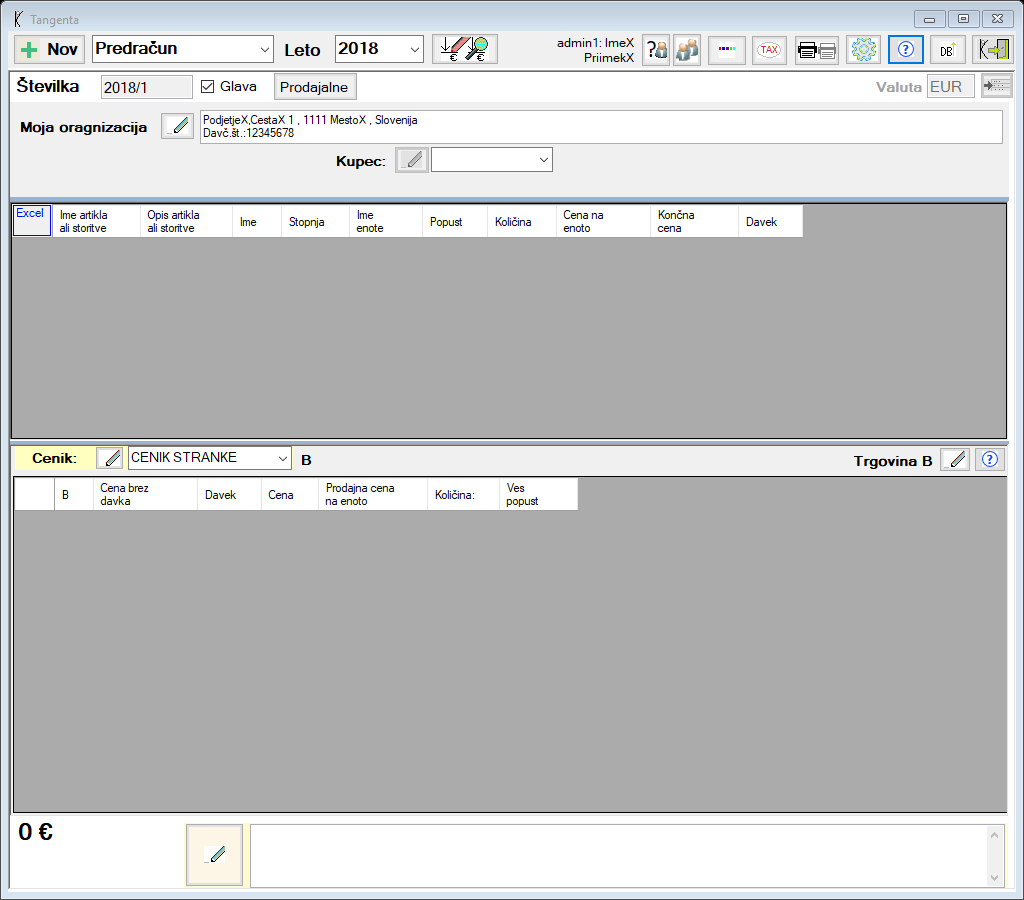 Tangenta
Nov
Predračun
Leto
2018
admin1: ImeX
PriimekX
TAX
DB
Številka
2018/1
Glava
Prodajalne
Valuta
EUR
Moja oragnizacija
PodjetjeX,CestaX 1 , 1111 MestoX , Slovenija
Davč.št.:12345678
Kupec:
Excel
Ime artikla
ali storitve
Opis artikla
ali storitve
Ime
Stopnja
Ime
enote
Popust
Količina
Cena na
enoto
Končna
cena
Davek
Cenik:
CENIK STRANKE
B
Trgovina B
B
Cena brez
davka
Davek
Cena
Prodajna cena
na enoto
Količina:
Ves
popust
0 €